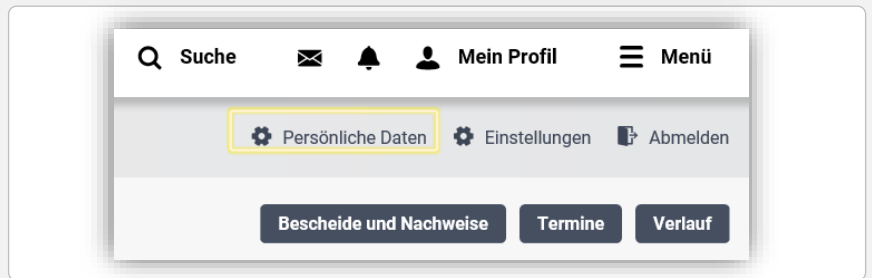 Suche Mein Profil Menü
Persönliche Daten Einstellungen Abmelden
Bescheide und Nachweise Termine Verlauf